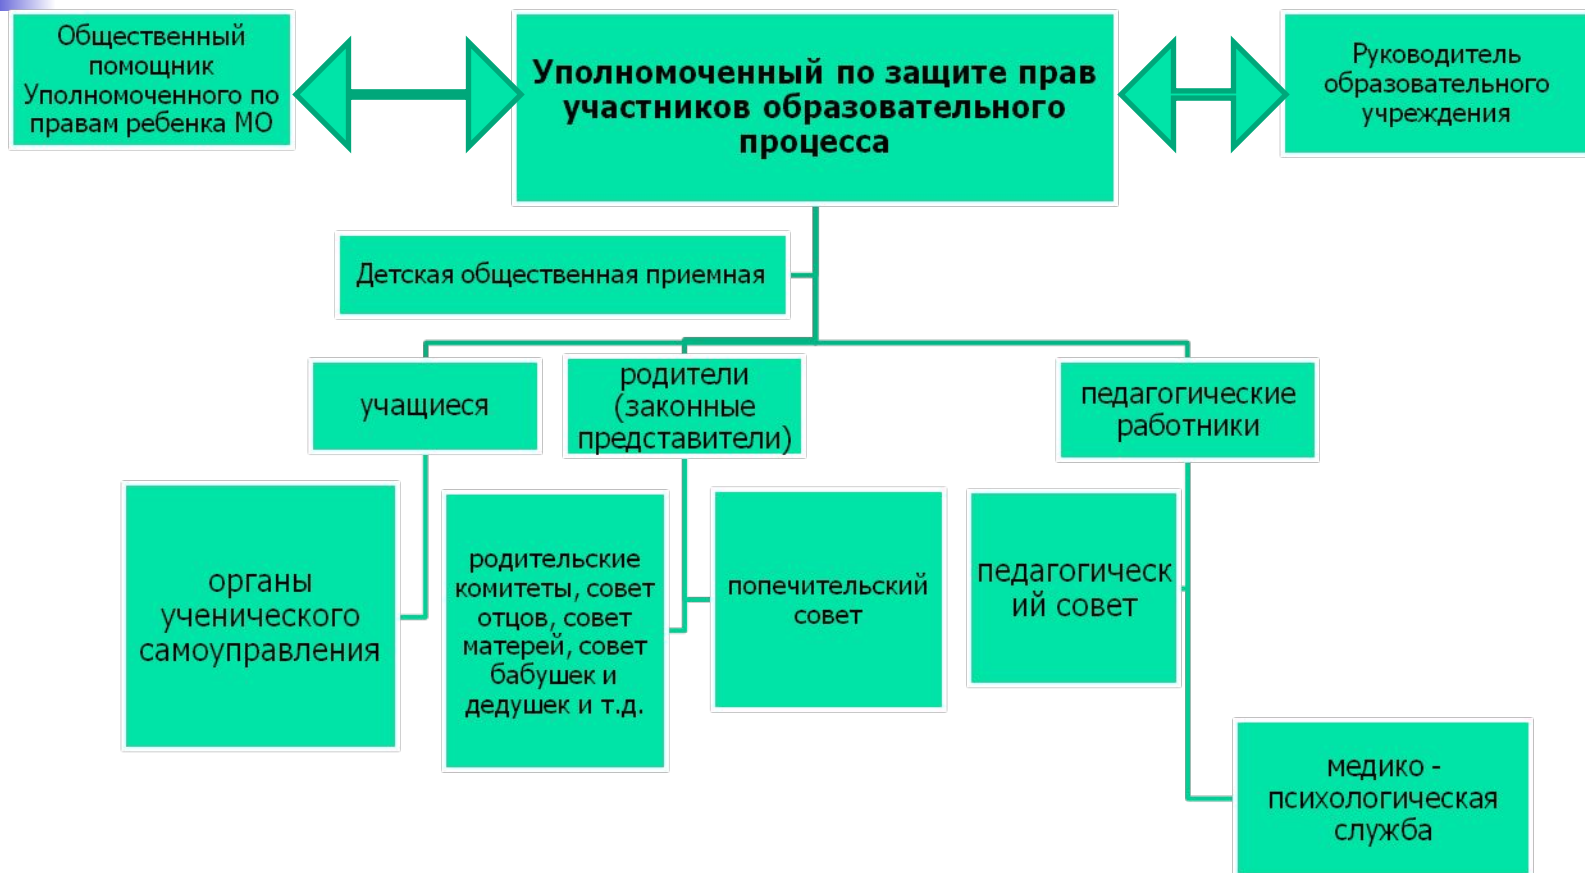 Общественный
помощник
Уполномоченного по
правам ребенка МО
Уполномоченный по защите прав
участников образовательного
процесса
Руководитель
образовательного
учреждения
Детская общественная приемная
учащиеся
родители
(законные
представители)
педагогические
работники
органы
ученического
самоуправления
родительские
комитеты, совет
отцов, совет
матерей, совет
бабушек и
дедушек и т.д.
попечительский
совет
педагогическ
ий совет
медико -
психологическая
служба